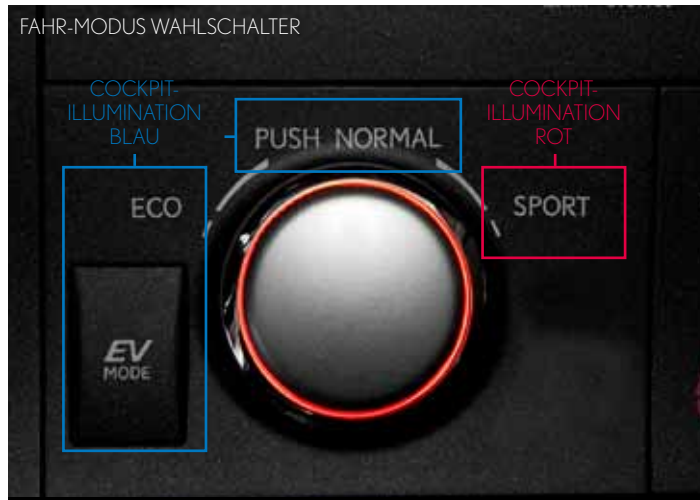 FAHR-MODUS WAHLSCHALTER
COCKPIT-
ILLUMINATION
BLAU
COCKPIT-
ILLUMINATION
ROT
PUSH NORMAL
ECO
SPORT
EV
MODE